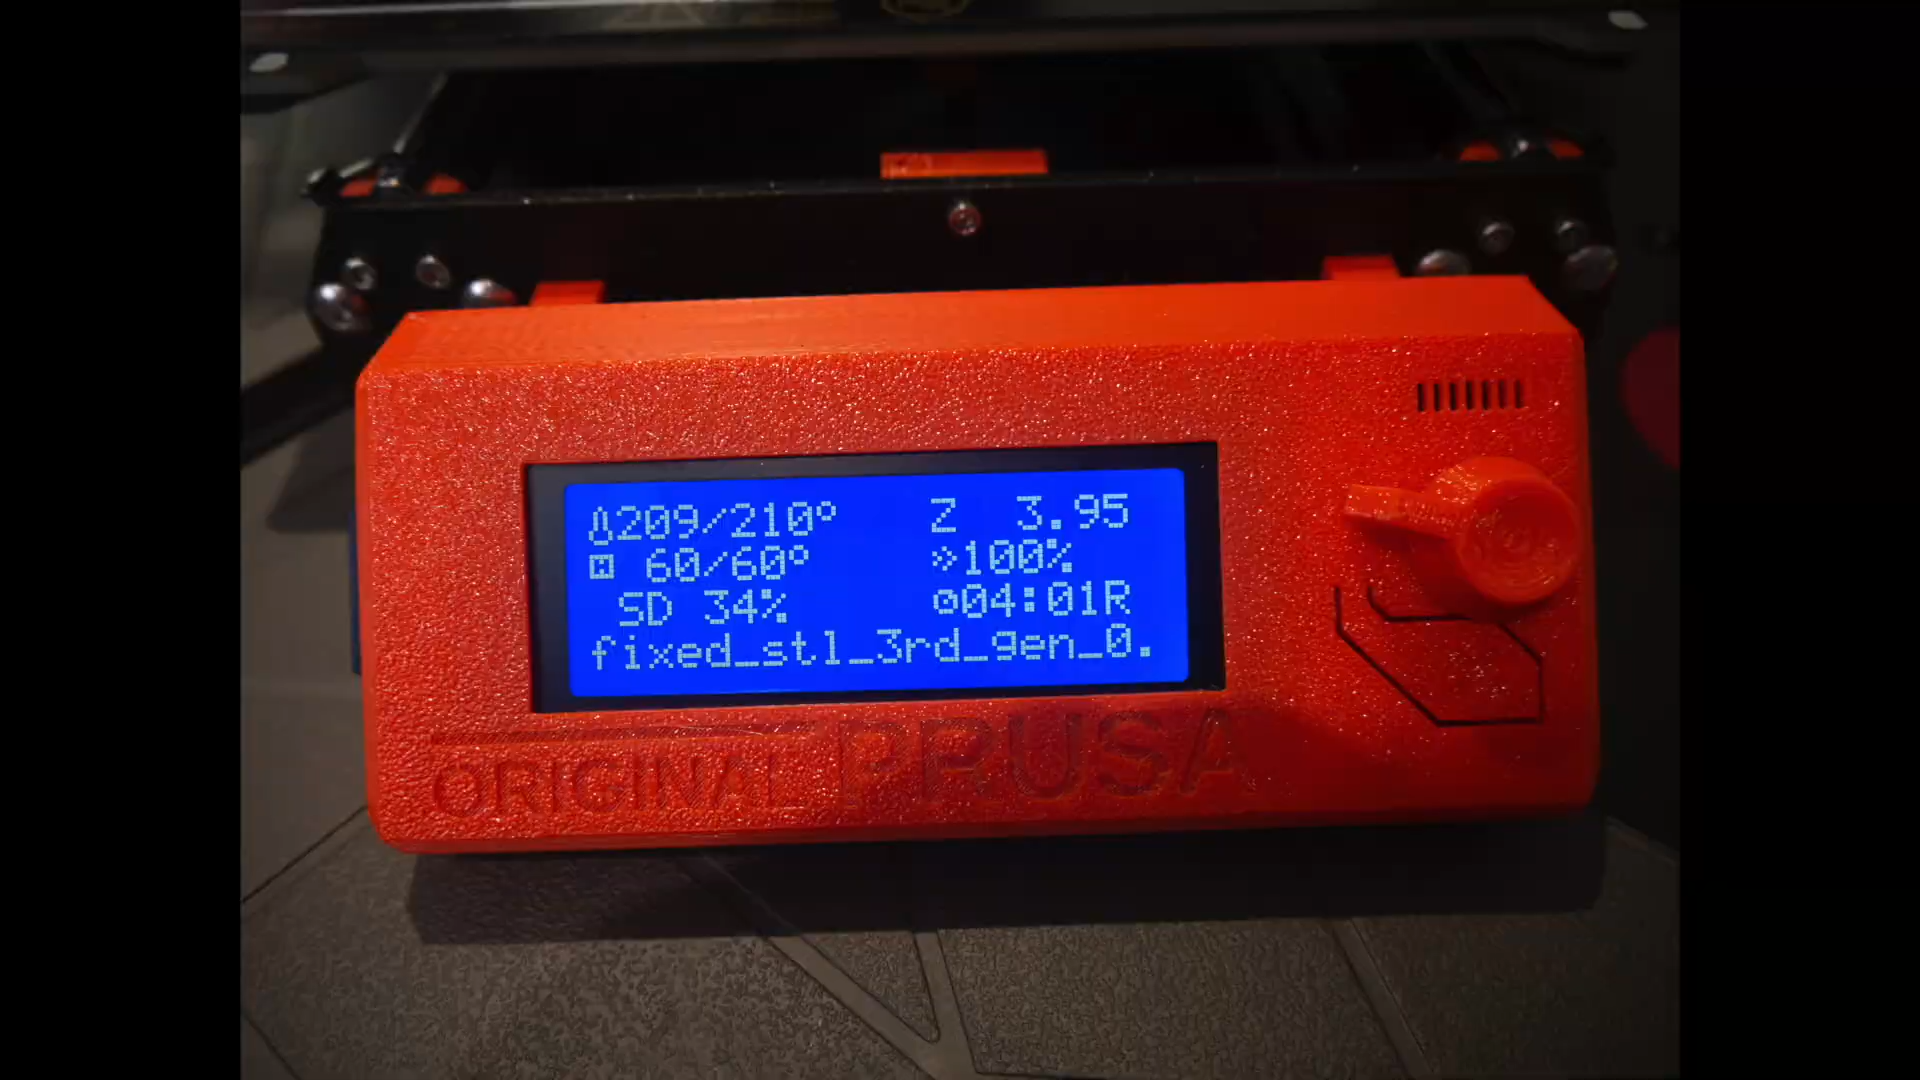 209/210° Z 3.95
60/60° 100%
SD 34% 04:01R
fixed_stl_3rd_gen_0.
ORIGINAL PRUSA